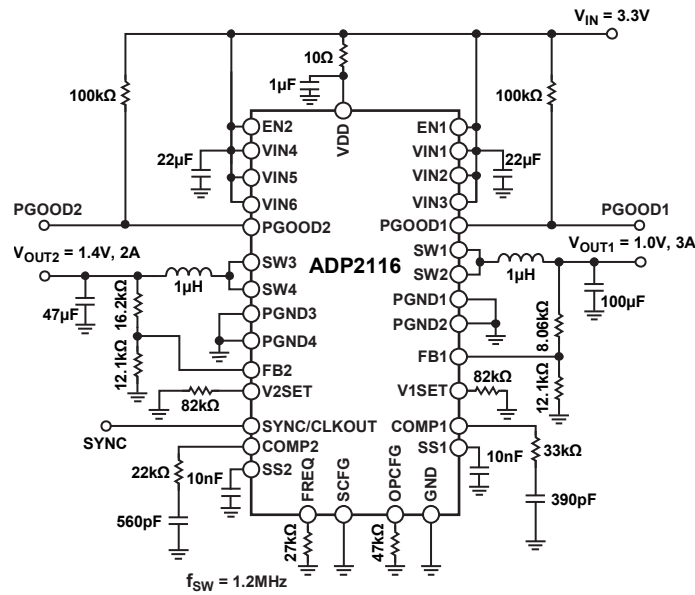 VIN = 3.3V
10Ω
1µF
100kΩ
100kΩ
VDD
EN2
EN1
VIN4
VIN1
22µF
22µF
VIN5
VIN2
VIN6
VIN3
PGOOD2
PGOOD1
PGOOD2
PGOOD1
VOUT2 = 1.4V, 2A
VOUT1 = 1.0V, 3A
SW3
SW1
ADP2116
SW4
SW2
1µH
1µH
47µF
100µF
16.2kΩ
8.06kΩ
PGND3
PGND1
PGND4
PGND2
12.1kΩ
12.1kΩ
FB2
FB1
V2SET
V1SET
82kΩ
82kΩ
SYNC/CLKOUT
COMP1
SYNC
COMP2
SS1
22kΩ
10nF
SS2
10nF
33kΩ
FREQ
SCFG
OPCFG
GND
560pF
390pF
27kΩ
47kΩ
fSW = 1.2MHz